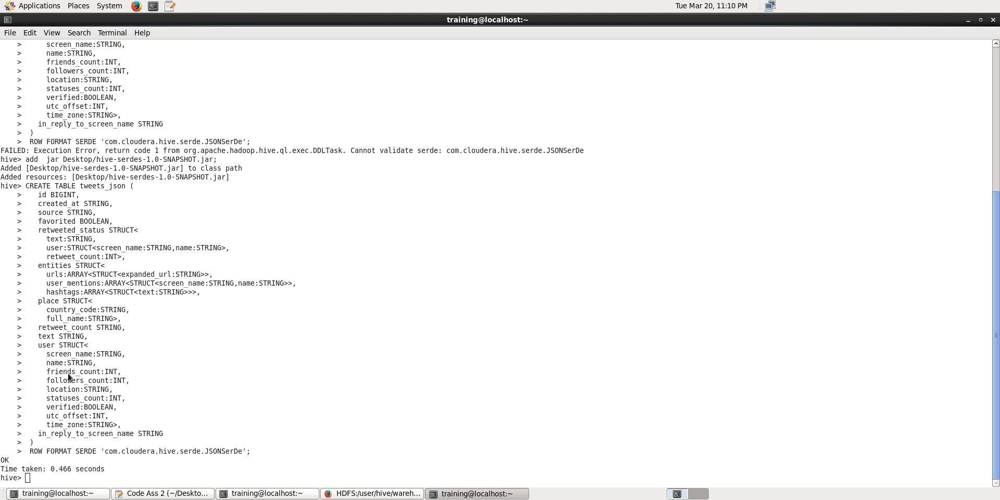 Applications Places System Tue Mar 20, 11:10 PM
training@localhost:~
File Edit View Search Terminal Help
    >      screen_name:STRING,
    >      name:STRING,
    >      friends_count:INT,
    >      followers_count:INT,
    >      location:STRING,
    >      statuses_count:INT,
    >      verified:BOOLEAN,
    >      utc_offset:INT,
    >      time_zone:STRING>,
    >    in_reply_to_screen_name STRING
    >  )
    >  ROW FORMAT SERDE 'com.cloudera.hive.serde.JSONSerDe';
FAILED: Execution Error, return code 1 from org.apache.hadoop.hive.ql.exec.DDLTask. Cannot validate serde: com.cloudera.hive.serde.JSONSerDe
hive> add  jar Desktop/hive-serdes-1.0-SNAPSHOT.jar;
Added [Desktop/hive-serdes-1.0-SNAPSHOT.jar] to class path
Added resources: [Desktop/hive-serdes-1.0-SNAPSHOT.jar]
hive> CREATE TABLE tweets_json (
    >    id BIGINT,
    >    created_at STRING,
    >    source STRING,
    >    favorited BOOLEAN,
    >    retweeted_status STRUCT<
    >      text:STRING,
    >      user:STRUCT<screen_name:STRING,name:STRING>,
    >      retweet_count:INT>,
    >    entities STRUCT<
    >      urls:ARRAY<STRUCT<expanded_url:STRING>>,
    >      user_mentions:ARRAY<STRUCT<screen_name:STRING,name:STRING>>,
    >      hashtags:ARRAY<STRUCT<text:STRING>>>,
    >    place STRUCT<
    >      country_code:STRING,
    >      full_name:STRING>,
    >    retweet_count STRING,
    >    text STRING,
    >    user STRUCT<
    >      screen_name:STRING,
    >      name:STRING,
    >      friends_count:INT,
    >      followers_count:INT,
    >      location:STRING,
    >      statuses_count:INT,
    >      verified:BOOLEAN,
    >      utc_offset:INT,
    >      time_zone:STRING>,
    >    in_reply_to_screen_name STRING
    >  )
    >  ROW FORMAT SERDE 'com.cloudera.hive.serde.JSONSerDe';
OK
Time taken: 0.466 seconds
hive>
training@localhost:~ Code Ass 2 (~/Deskto... training@localhost:~ HDFS:/user/hive/wareh... training@localhost:~